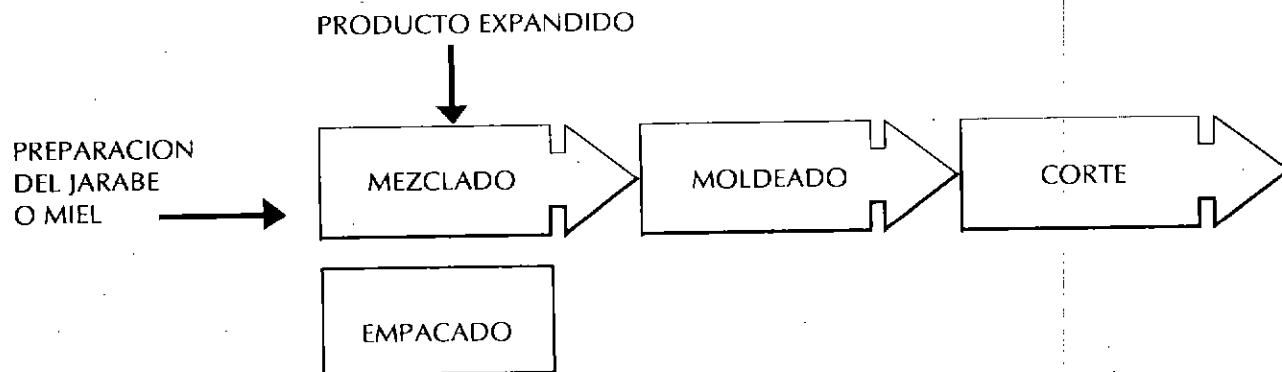 PRODUCTO EXPANDIDO
PREPARACION
DEL JARABE
O MIEL
MEZCLADO
MOLDEADO
CORTE
EMPACADO